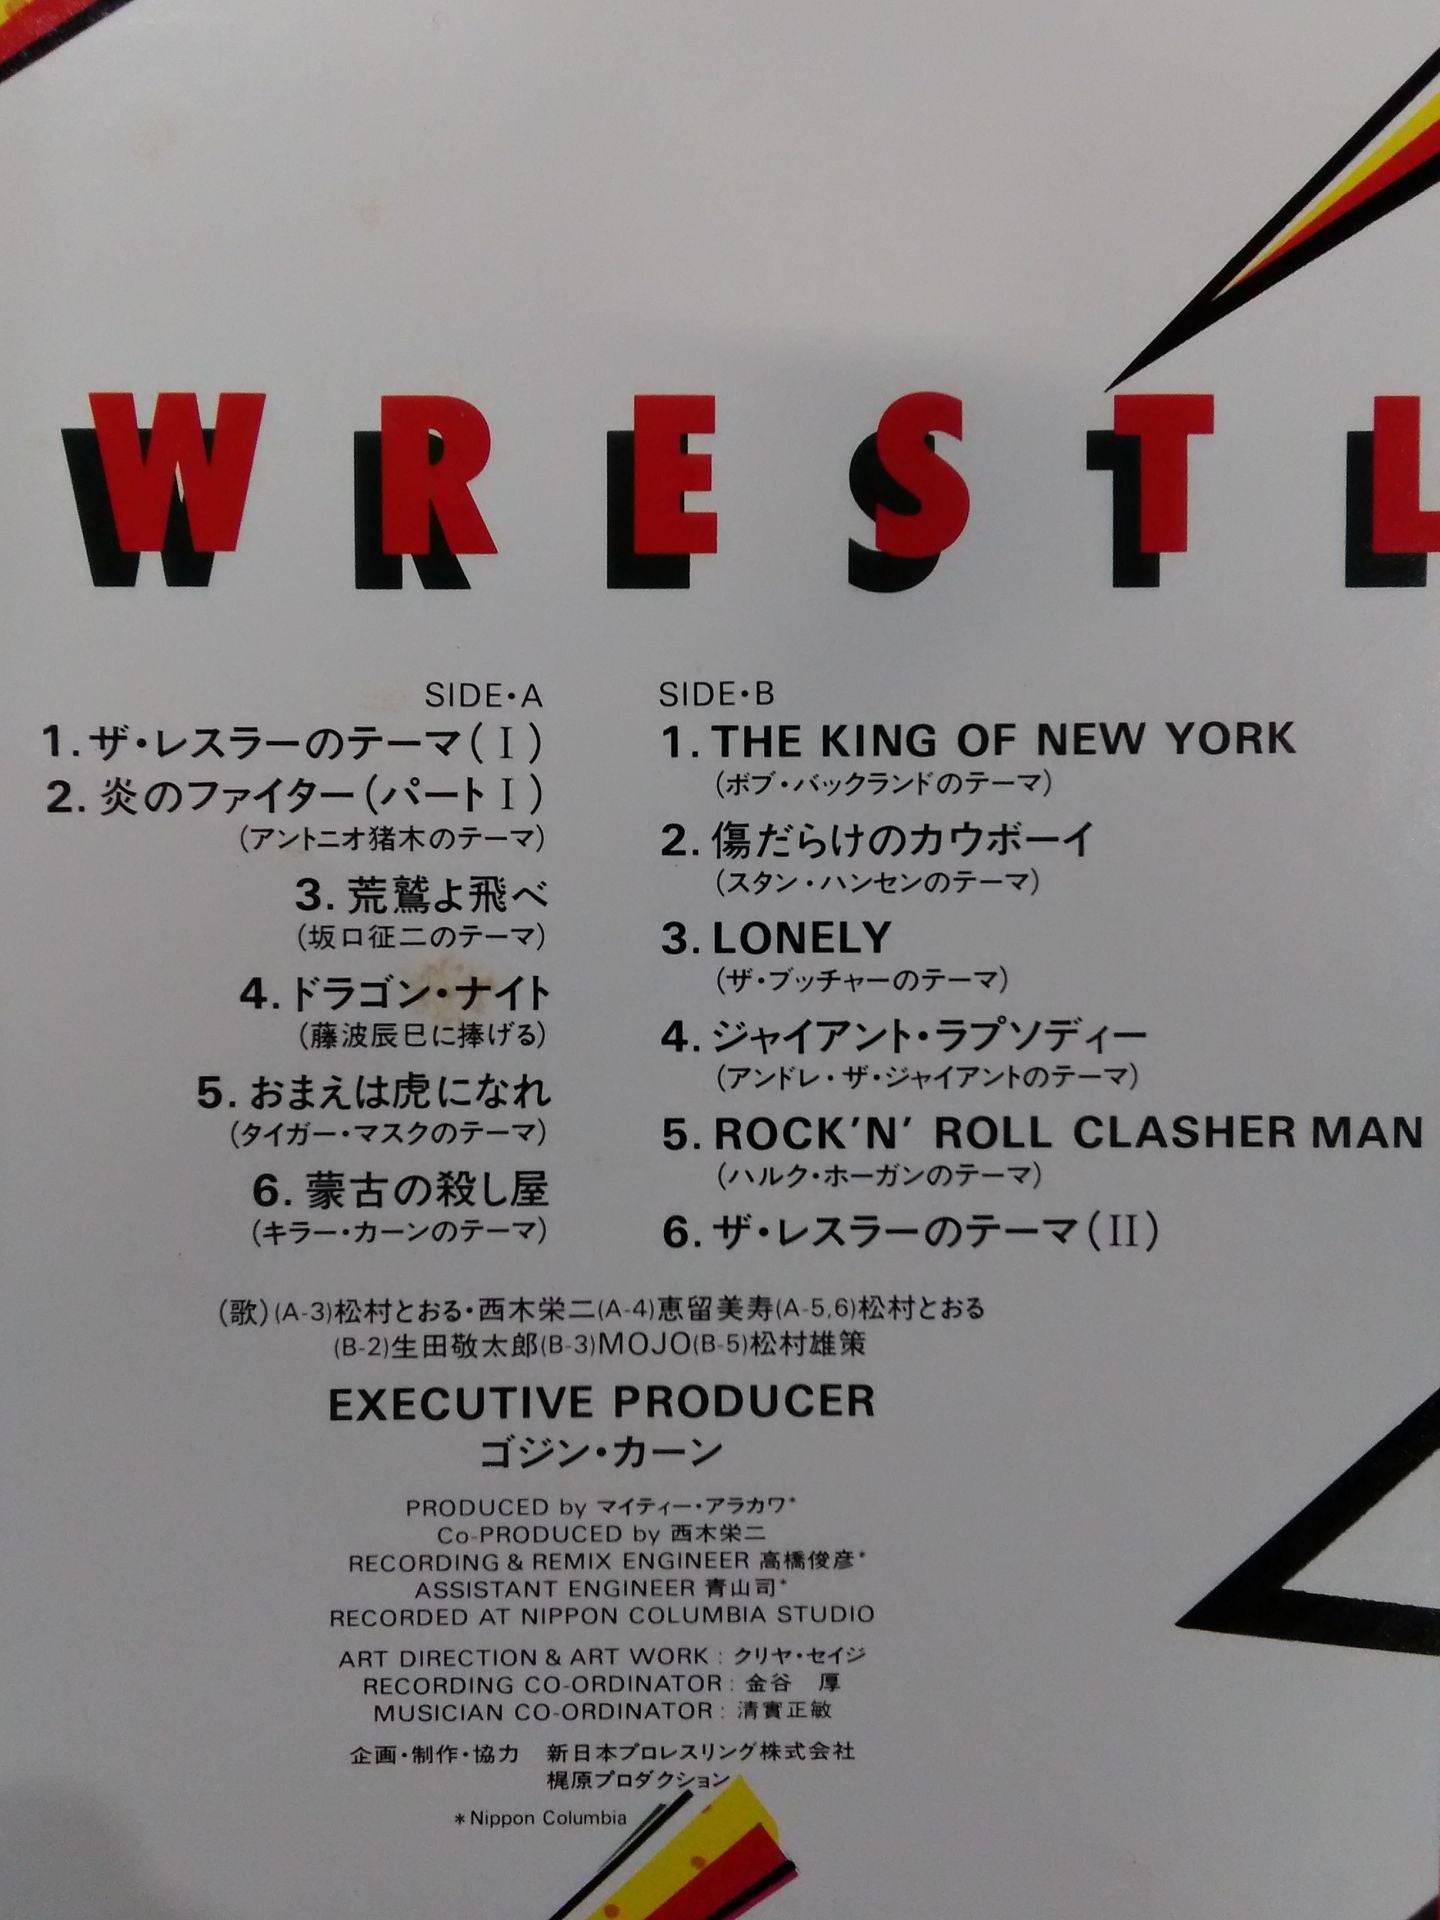 WRESTL
SIDE・A
1. ザ・レスラーのテーマ(Ⅰ)
2. 炎のファイター(パートⅠ)
(アントニオ猪木のテーマ)
3. 荒鷲よ飛べ
(坂口征二のテーマ)
4. ドラゴン・ナイト
(藤波辰巳に捧げる)
5. おまえは虎になれ
(タイガー・マスクのテーマ)
6. 蒙古の殺し屋
(キラー・カーンのテーマ)
SIDE・B
1. THE KING OF NEW YORK
(ボブ・バックランドのテーマ)
2. 傷だらけのカウボーイ
(スタン・ハンセンのテーマ)
3. LONELY
(ザ・ブッチャーのテーマ)
4. ジャイアント・ラプソディー
(アンドレ・ザ・ジャイアントのテーマ)
5. ROCK'N' ROLL CLASHER MAN
(ハルク・ホーガンのテーマ)
6. ザ・レスラーのテーマ(II)
(歌)(A-3)松村とおる・西木栄二(A-4)恵留美寿(A-5,6)松村とおる
(B-2)生田敬太郎(B-3)MOJO(B-5)松村雄策
EXECUTIVE PRODUCER
ゴジン・カーン
PRODUCED by マイティー・アラカワ*
Co-PRODUCED by 西木栄二
RECORDING & REMIX ENGINEER 高橋俊彦*
ASSISTANT ENGINEER 青山司*
RECORDED AT NIPPON COLUMBIA STUDIO
ART DIRECTION & ART WORK : クリヤ・セイジ
RECORDING CO-ORDINATOR : 金谷　厚
MUSICIAN CO-ORDINATOR : 清實正敏
企画・制作・協力　新日本プロレスリング株式会社
梶原プロダクション
*Nippon Columbia